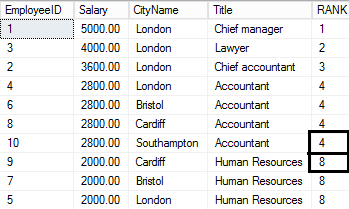 EmployeeID Salary CityName Title RANK
1 5000.00 London Chief manager 1
3 4000.00 London Lawyer 2
2 3600.00 London Chief accountant 3
4 2800.00 London Accountant 4
6 2800.00 Bristol Accountant 4
8 2800.00 Cardiff Accountant 4
10 2800.00 Southampton Accountant 4
9 2000.00 Cardiff Human Resources 8
7 2000.00 Bristol Human Resources 8
5 2000.00 London Human Resources 8